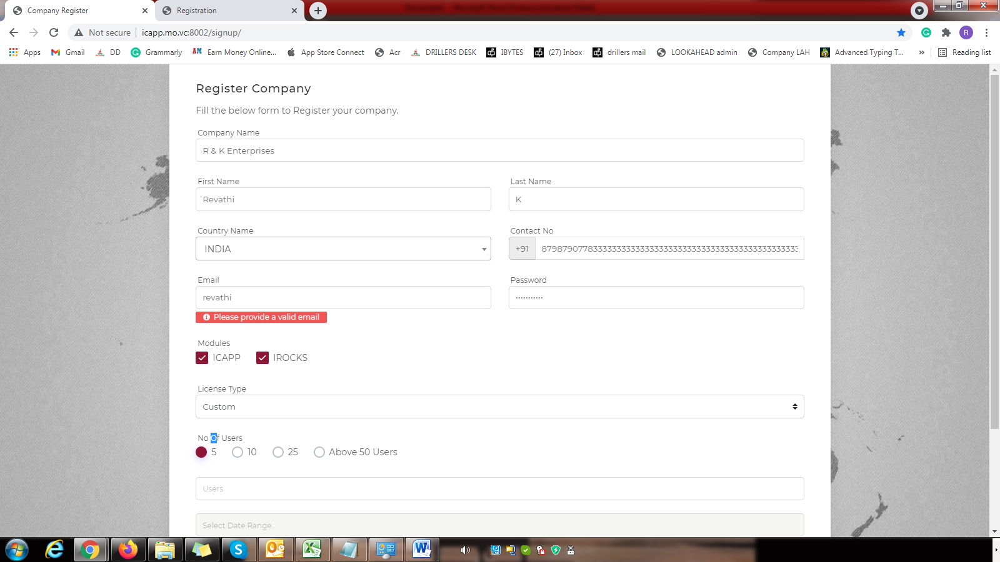 Company Register
Registration
Not secure
icapp.mo.vc:8002/signup/
R
Apps
Gmail
DD
Grammarly
AM
Earn Money Online...
App Store Connect
Acr
DRILLERS DESK
IBYTES
(27) Inbox
drillers mail
LOOKAHEAD admin
Company LAH
Advanced Typing T...
»
Reading list
Register Company
Fill the below form to Register your company.
Company Name
R & K Enterprises
First Name
Last Name
Revathi
K
Country Name
Contact No
INDIA
+91
Email
Password
revathi
Please provide a valid email
Modules
ICAPP
IROCKS
License Type
Custom
No Of Users
5
10
25
Above 50 Users
Users
Select Date Range..